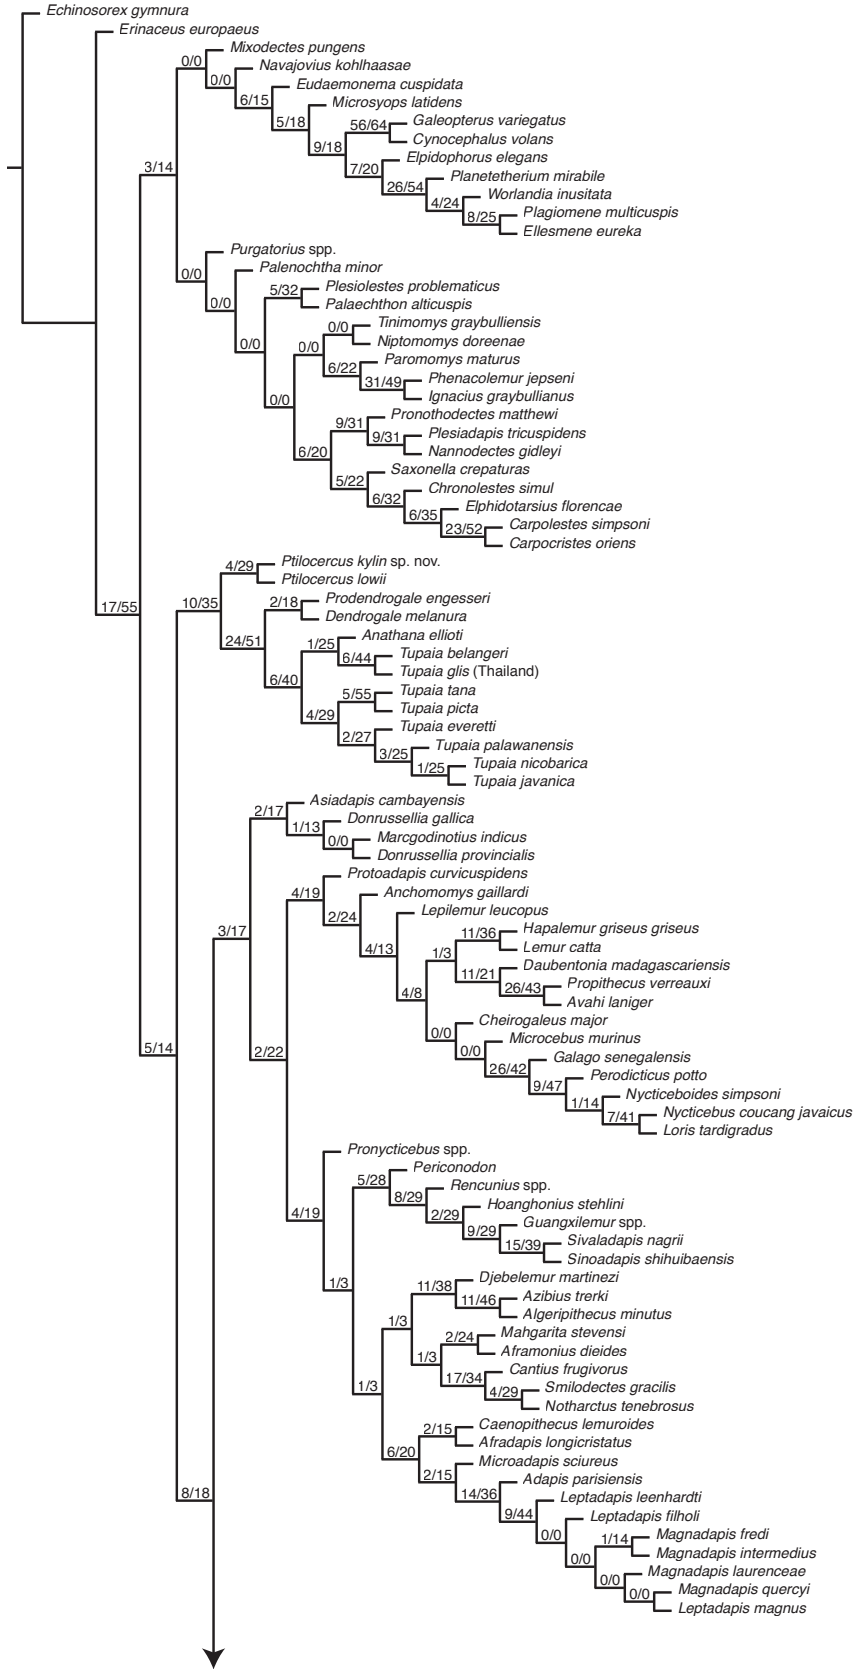 Echinosorex gymnura
Erinaceus europaeus
Mixodectes pungens
0/0
Navajovius kohlhaasae
0/0
Eudaemonema cuspidata
6/15
Microsyops latidens
5/18
Galeopterus variegatus
56/64
Cynocephalus volans
9/18
Elpidophorus elegans
7/20
Planetetherium mirabile
3/14
26/54
Worlandia inusitata
4/24
Plagiomene multicuspis
8/25
Ellesmene eureka
Purgatorius spp.
0/0
Palenochtha minor
0/0
Plesiolestes problematicus
5/32
Palaechthon alticuspis
Tinimomys graybulliensis
0/0
Niptomomys doreenae
0/0
0/0
Paromomys maturus
6/22
Phenacolemur jepseni
31/49
Ignacius graybullianus
0/0
Pronothodectes matthewi
9/31
Plesiadapis tricuspidens
9/31
Nannodectes gidleyi
6/20
Saxonella crepaturas
5/22
Chronolestes simul
6/32
Elphidotarsius florencae
6/35
Carpolestes simpsoni
23/52
Carpocristes oriens
Ptilocercus kylin sp. nov.
4/29
Ptilocercus lowii
17/55
10/35
Prodendrogale engesseri
2/18
Dendrogale melanura
24/51
Anathana ellioti
1/25
Tupaia belangeri
6/44
Tupaia glis (Thailand)
6/40
Tupaia tana
5/55
Tupaia picta
4/29
Tupaia everetti
2/27
Tupaia palawanensis
3/25
Tupaia nicobarica
1/25
Tupaia javanica
Asiadapis cambayensis
2/17
Donrussellia gallica
1/13
Marcgodinotius indicus
0/0
Donrussellia provincialis
Protoadapis curvicuspidens
4/19
Anchomomys gaillardi
2/24
Lepilemur leucopus
3/17
Hapalemur griseus griseus
11/36
Lemur catta
4/13
1/3
Daubentonia madagascariensis
11/21
Propithecus verreauxi
26/43
Avahi laniger
4/8
Cheirogaleus major
0/0
Microcebus murinus
5/14
2/22
0/0
Galago senegalensis
26/42
Perodicticus potto
9/47
Nycticeboides simpsoni
1/14
Nycticebus coucang javaicus
7/41
Loris tardigradus
Pronycticebus spp.
Periconodon
5/28
Rencunius spp.
8/29
Hoanghonius stehlini
4/19
2/29
Guangxilemur spp.
9/29
Sivaladapis nagrii
15/39
Sinoadapis shihuibaensis
1/3
Djebelemur martinezi
11/38
Azibius trerki
11/46
Algeripithecus minutus
1/3
Mahgarita stevensi
2/24
Aframonius dieides
1/3
Cantius frugivorus
17/34
Smilodectes gracilis
1/3
4/29
Notharctus tenebrosus
Caenopithecus lemuroides
2/15
Afradapis longicristatus
6/20
Microadapis sciureus
2/15
Adapis parisiensis
8/18
14/36
Leptadapis leenhardti
9/44
Leptadapis filholi
0/0
Magnadapis fredi
1/14
Magnadapis intermedius
0/0
Magnadapis laurenceae
0/0
Magnadapis quercyi
0/0
Leptadapis magnus